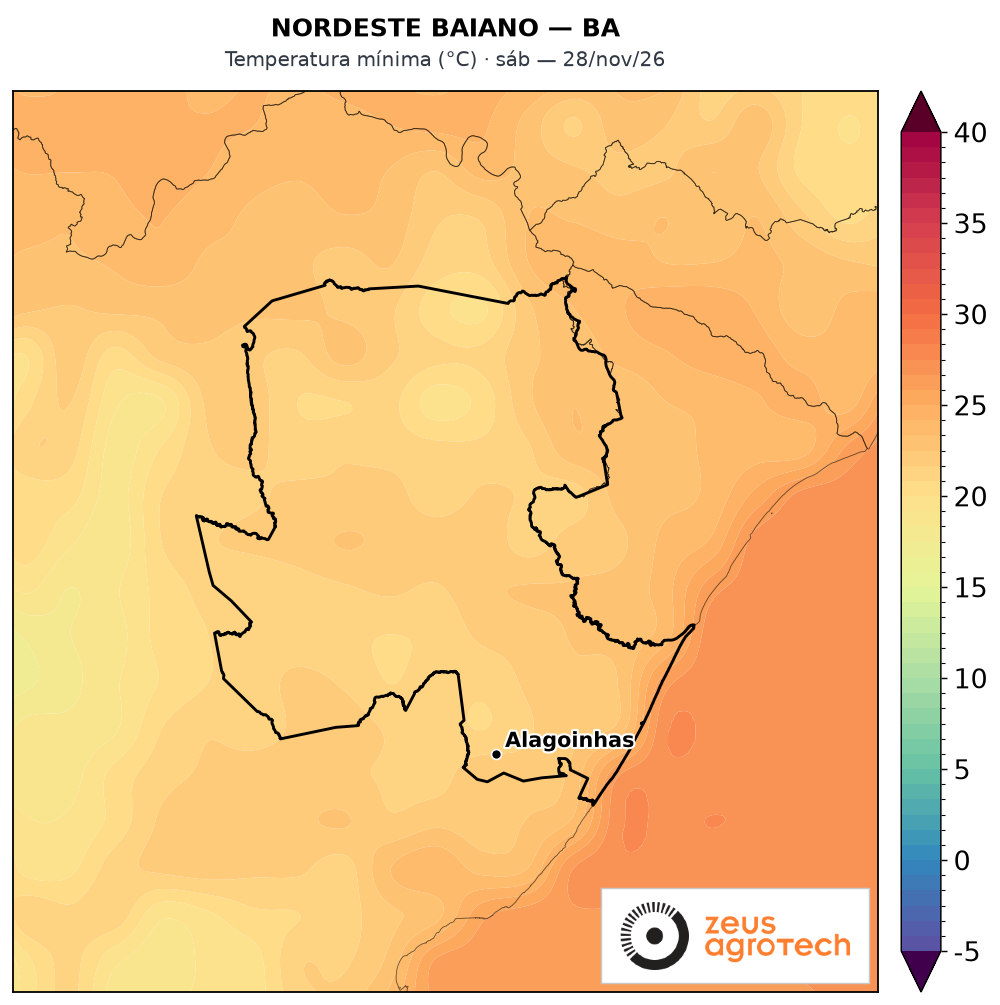 NORDESTE BAIANO — BA
Temperatura mínima (°C) · sáb — 28/nov/26
40
35
30
25
20
15
10
5
0
-5
Alagoinhas
zeus
agrotech